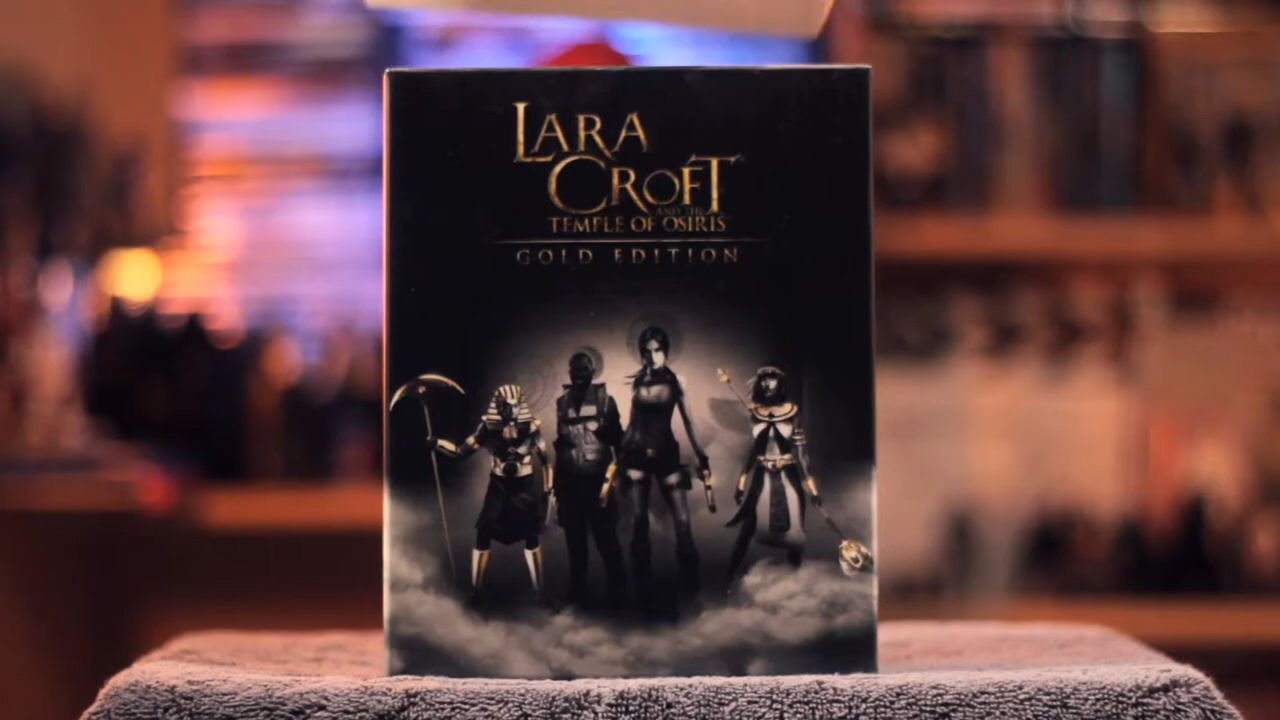 LARA
CROFT
AND THE
TEMPLE OF OSIRIS
GOLD EDITION